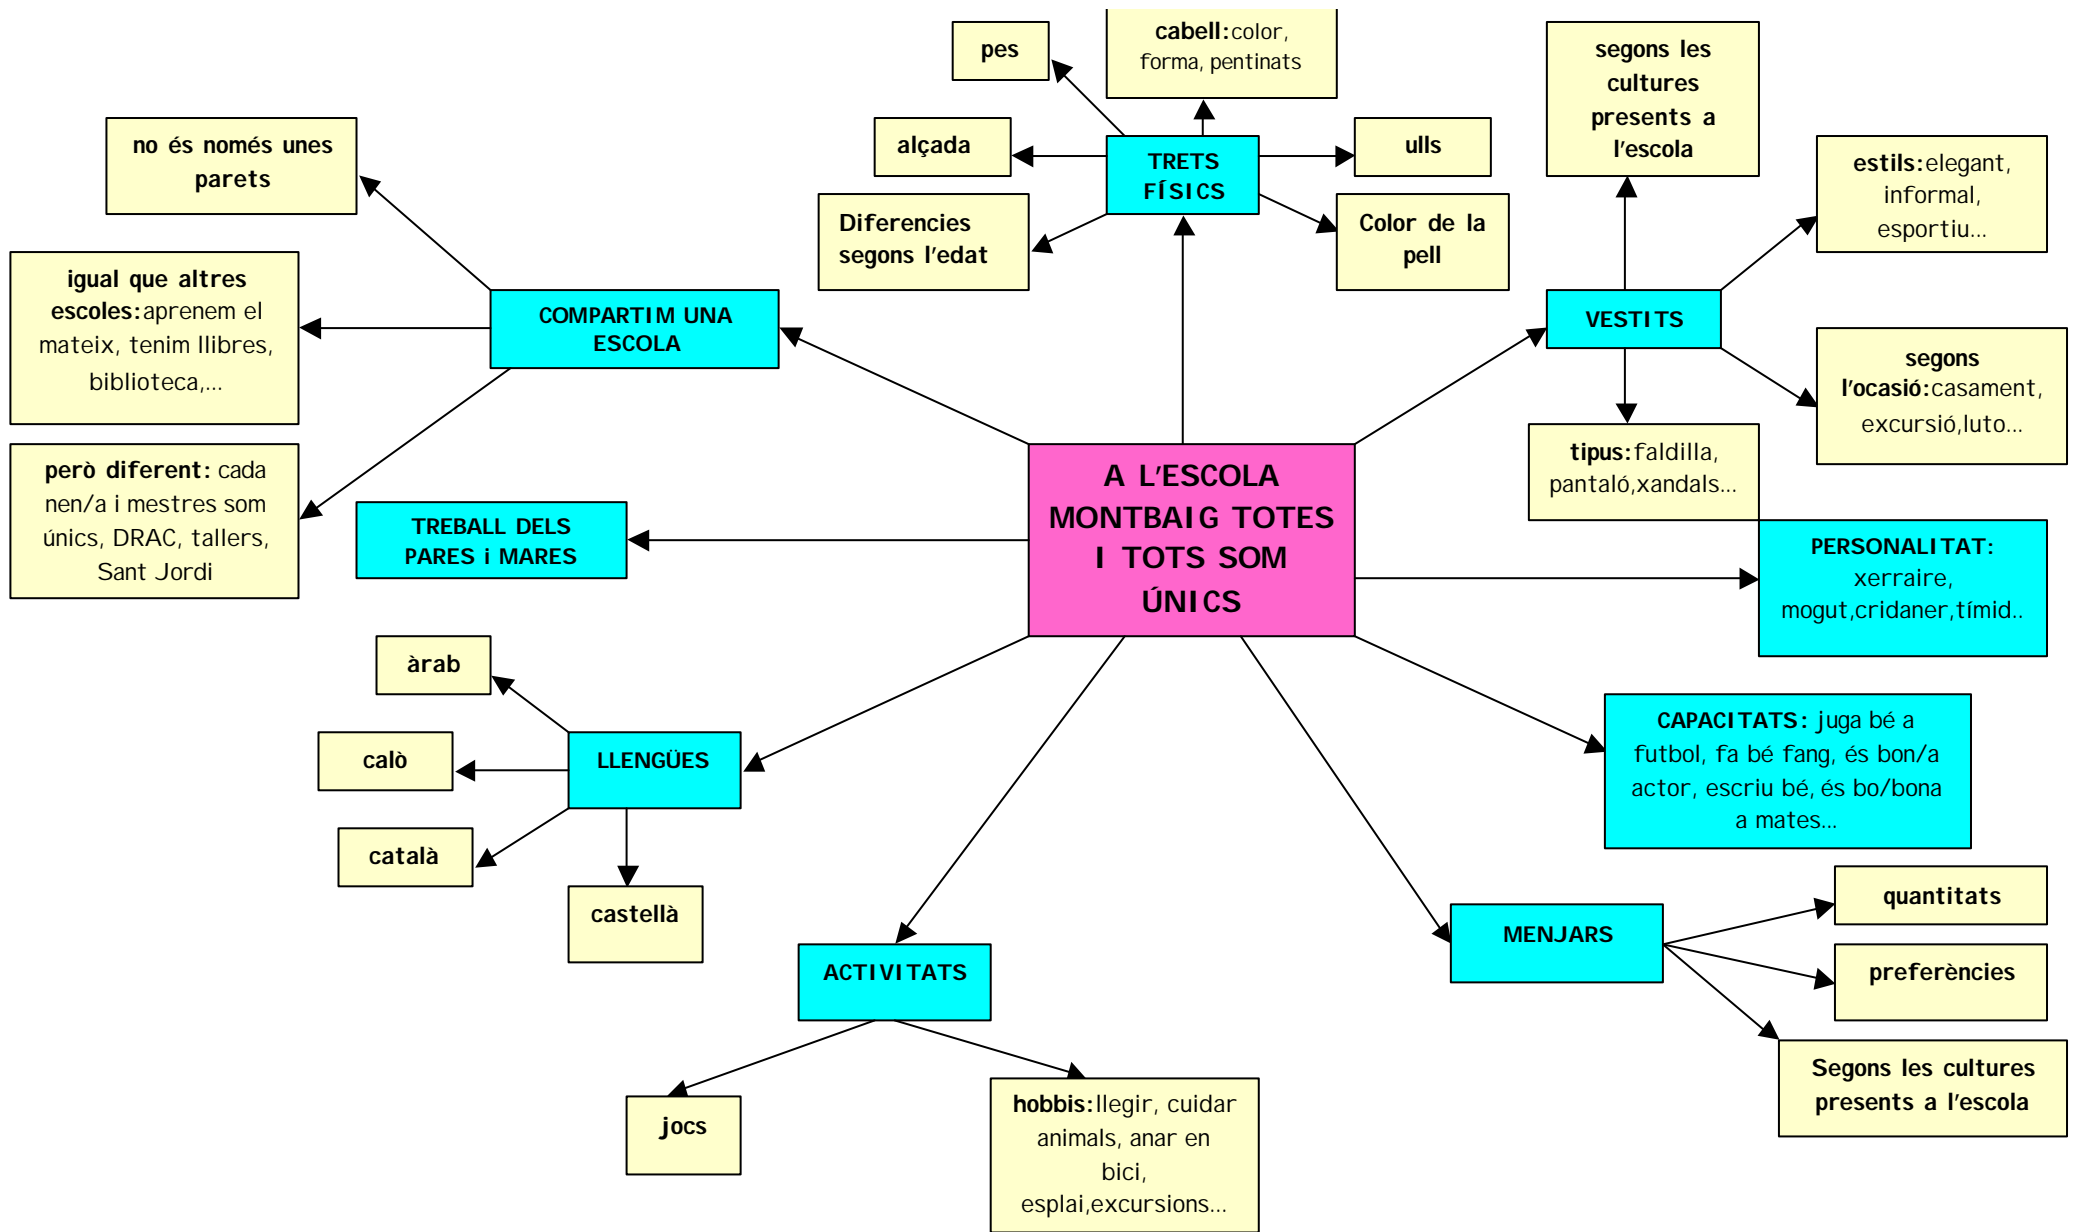 pes
cabell:color,
forma, pentinats
alçada
TRETS
FÍSICS
ulls
Diferencies
segons l'edat
Color de la
pell
segons les
cultures
presents a
l'escola
estils:elegant,
informal,
esportiu...
VESTITS
segons
l'ocasió:casament,
excursió,luto...
tipus:faldilla,
pantaló,xandals...
no és només unes
parets
igual que altres
escoles:aprenem el
mateix, tenim llibres,
biblioteca,...
COMPARTIM UNA
ESCOLA
però diferent: cada
nen/a i mestres som
únics, DRAC, tallers,
Sant Jordi
TREBALL DELS
PARES i MARES
A L'ESCOLA
MONTBAIG TOTES
I TOTS SOM
ÚNICS
PERSONALITAT:
xerraire,
mogut,cridaner,tímid..
àrab
calò
LLENGÜES
català
castellà
CAPACITATS: juga bé a
futbol, fa bé fang, és bon/a
actor, escriu bé, és bo/bona
a mates...
ACTIVITATS
jocs
hobbis:llegir, cuidar
animals, anar en
bici,
esplai,excursions...
MENJARS
quantitats
preferències
Segons les cultures
presents a l'escola